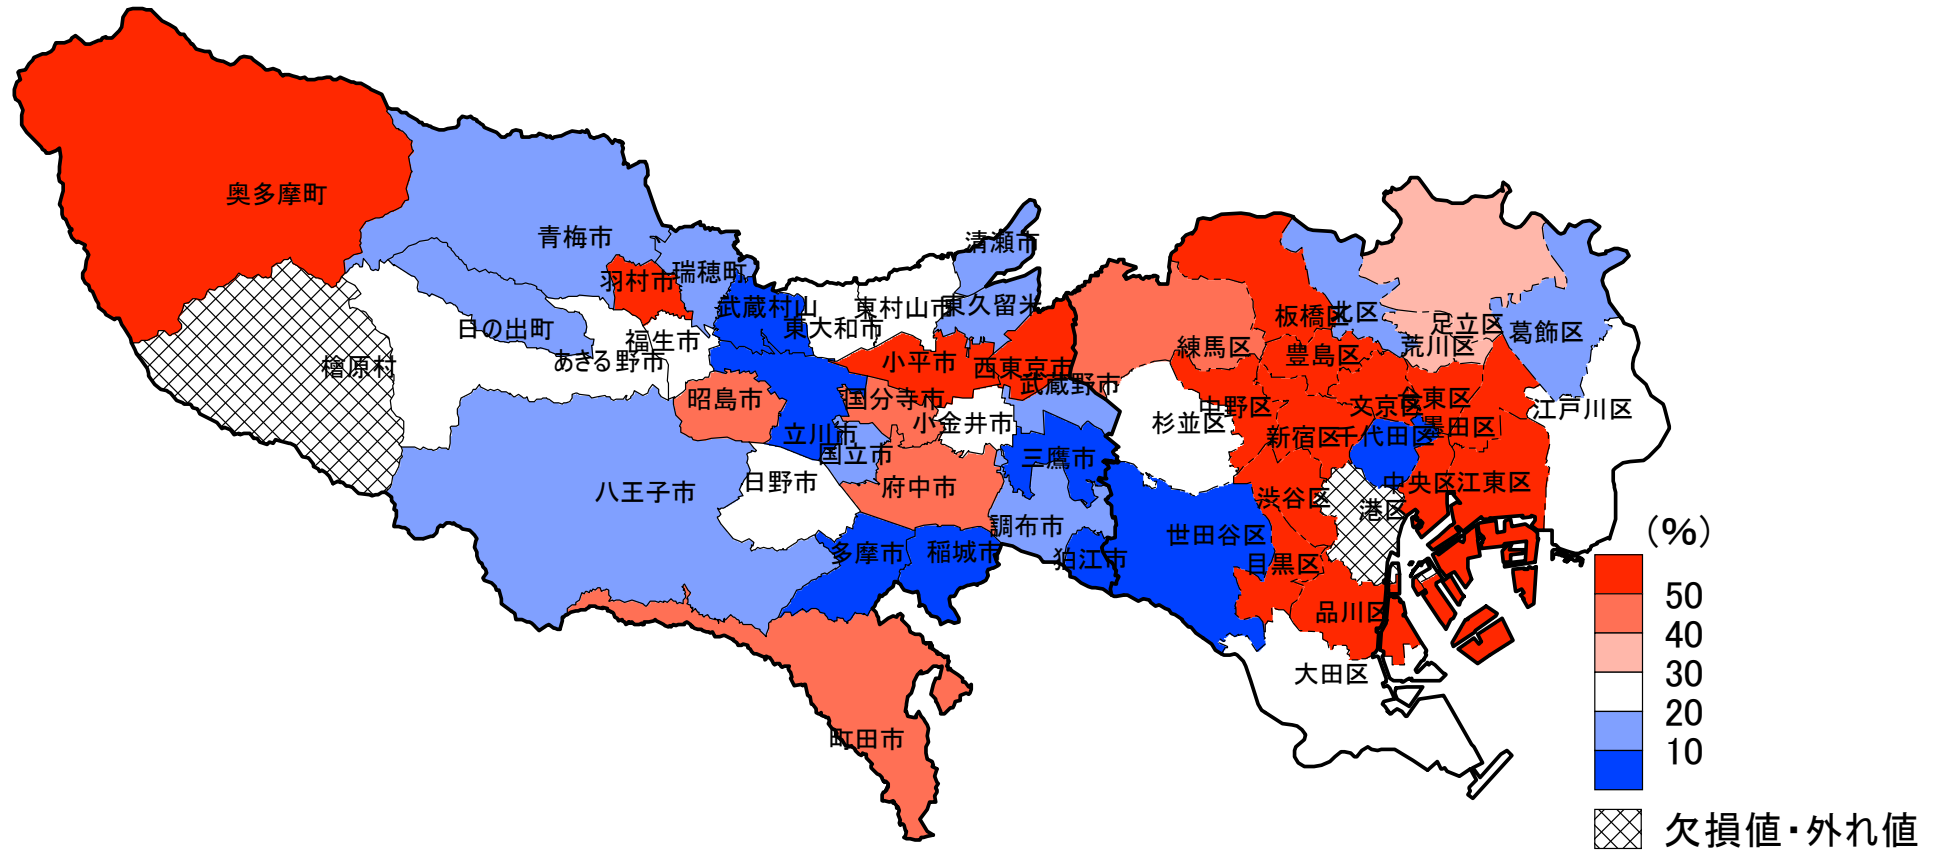 奥多摩町
青梅市
清瀬市
羽村市
瑞穂町
武蔵村山
東大和市
東村山市
東久留米
日の出町
福生市
あきる野市
檜原村
小平市
西東京市
武蔵野市
昭島市
国分寺市
小金井市
立川市
国立市
三鷹市
日野市
府中市
八王子市
調布市
多摩市
稲城市
狛江市
町田市
練馬区
板橋区
北区
足立区
荒川区
葛飾区
豊島区
中野区
杉並区
文京区
台東区
墨田区
江戸川区
新宿区
千代田区
渋谷区
中央区
江東区
港区
世田谷区
目黒区
品川区
大田区
(%)
50
40
30
20
10
欠損値・外れ値